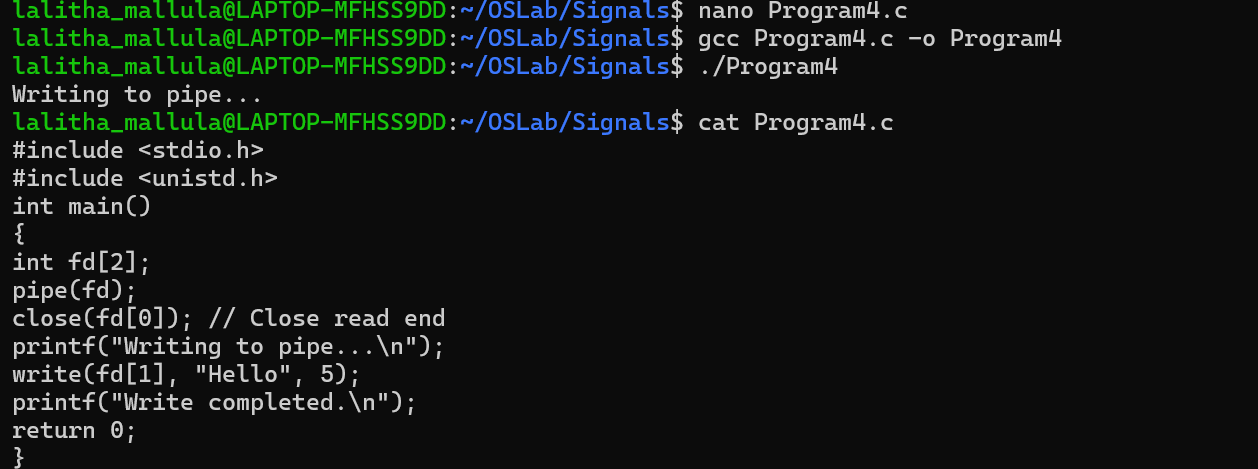 lalitha_mallula@LAPTOP-MFHSS9DD:~/OSLab/Signals$ nano Program4.c
lalitha_mallula@LAPTOP-MFHSS9DD:~/OSLab/Signals$ gcc Program4.c -o Program4
lalitha_mallula@LAPTOP-MFHSS9DD:~/OSLab/Signals$ ./Program4
Writing to pipe...
lalitha_mallula@LAPTOP-MFHSS9DD:~/OSLab/Signals$ cat Program4.c
#include <stdio.h>
#include <unistd.h>
int main()
{
int fd[2];
pipe(fd);
close(fd[0]); // Close read end
printf("Writing to pipe...\n");
write(fd[1], "Hello", 5);
printf("Write completed.\n");
return 0;
}